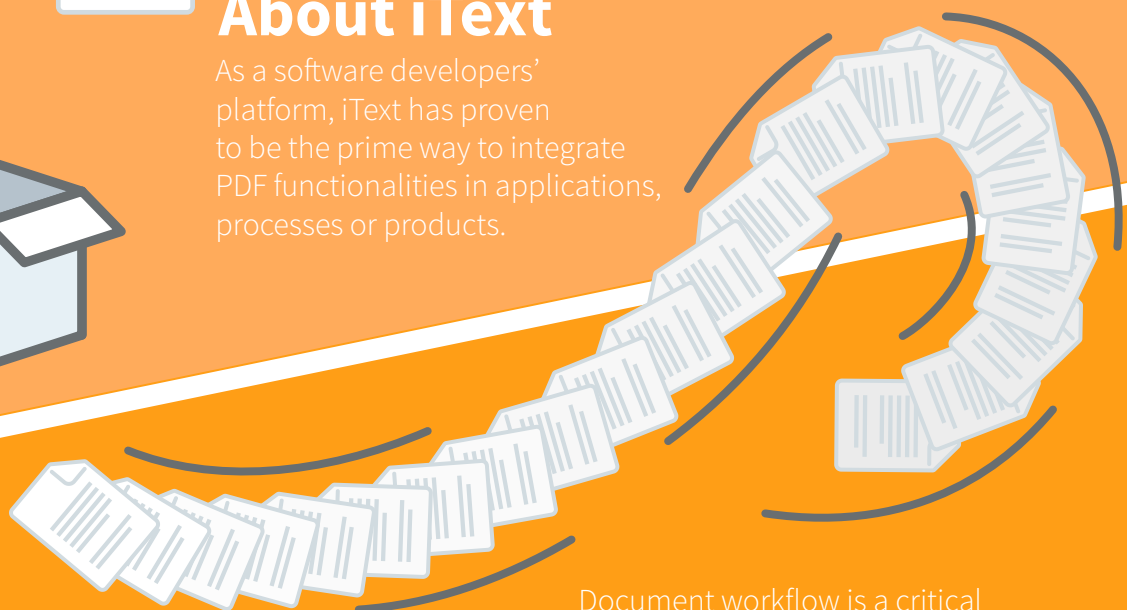 About iText
As a software developers’
platform, iText has proven
to be the prime way to integrate
PDF functionalities in applications,
processes or products.
Document workflow is a critical